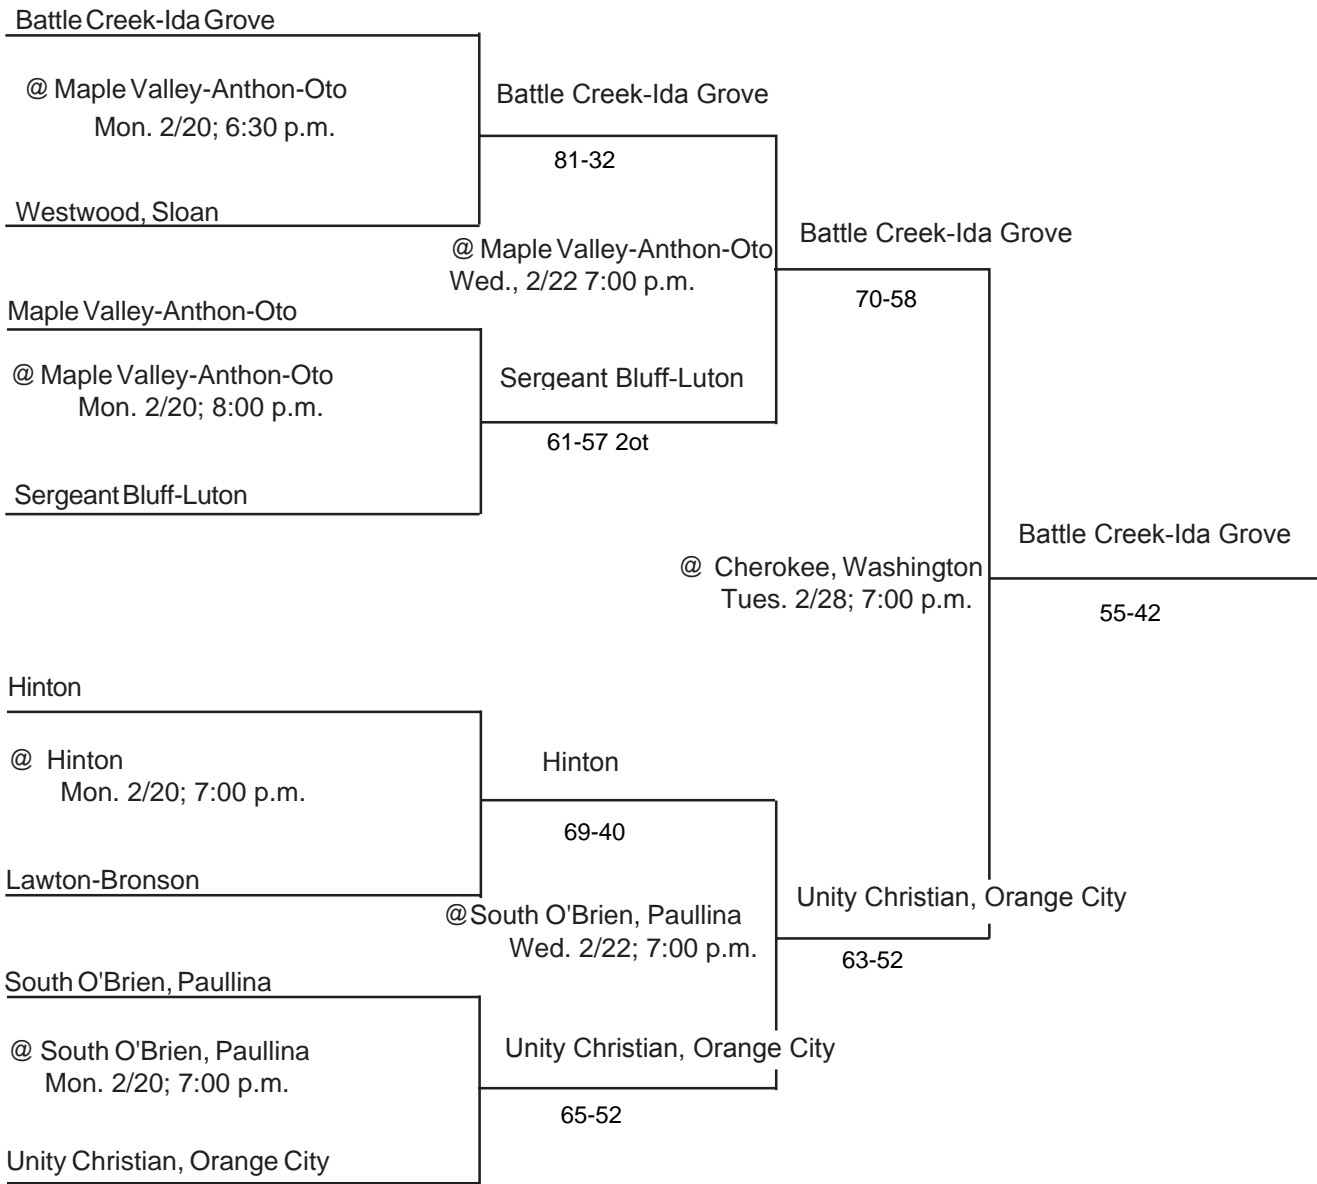 Battle Creek-Ida Grove
@ Maple Valley-Anthon-Oto
Mon. 2/20; 6:30 p.m.
Westwood, Sloan
Battle Creek-Ida Grove
81-32
@ Maple Valley-Anthon-Oto
Wed., 2/22 7:00 p.m.
Battle Creek-Ida Grove
70-58
Maple Valley-Anthon-Oto
@ Maple Valley-Anthon-Oto
Mon. 2/20; 8:00 p.m.
Sergeant Bluff-Luton
Sergeant Bluff-Luton
61-57 2ot
@ Cherokee, Washington
Tues. 2/28; 7:00 p.m.
Battle Creek-Ida Grove
55-42
Hinton
@ Hinton
Mon. 2/20; 7:00 p.m.
Lawton-Bronson
Hinton
69-40
@South O'Brien, Paullina
Wed. 2/22; 7:00 p.m.
Unity Christian, Orange City
63-52
South O'Brien, Paullina
@ South O'Brien, Paullina
Mon. 2/20; 7:00 p.m.
Unity Christian, Orange City
Unity Christian, Orange City
65-52